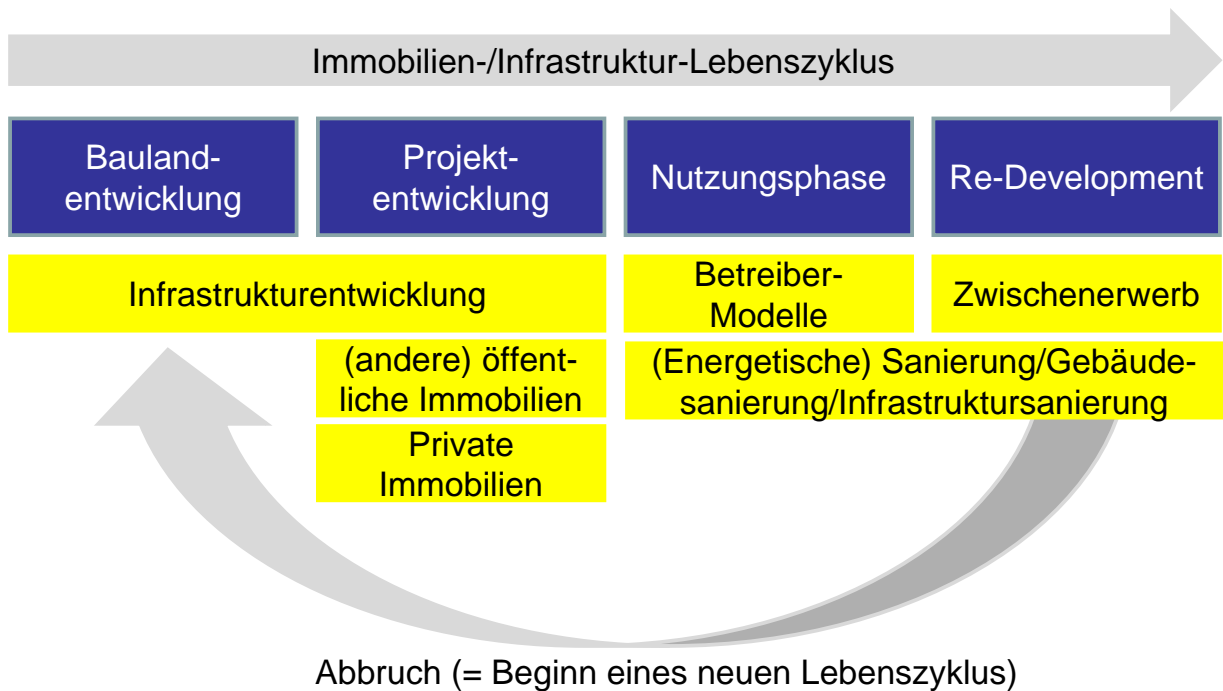 Immobilien-/Infrastruktur-Lebenszyklus
Bauland-
entwicklung
Projekt-
entwicklung
Nutzungsphase
Re-Development
Infrastrukturentwicklung
Betreiber-
Modelle
Zwischenerwerb
(andere) öffent-
liche Immobilien
(Energetische) Sanierung/Gebäude-
sanierung/Infrastruktursanierung
Private
Immobilien
Abbruch (= Beginn eines neuen Lebenszyklus)